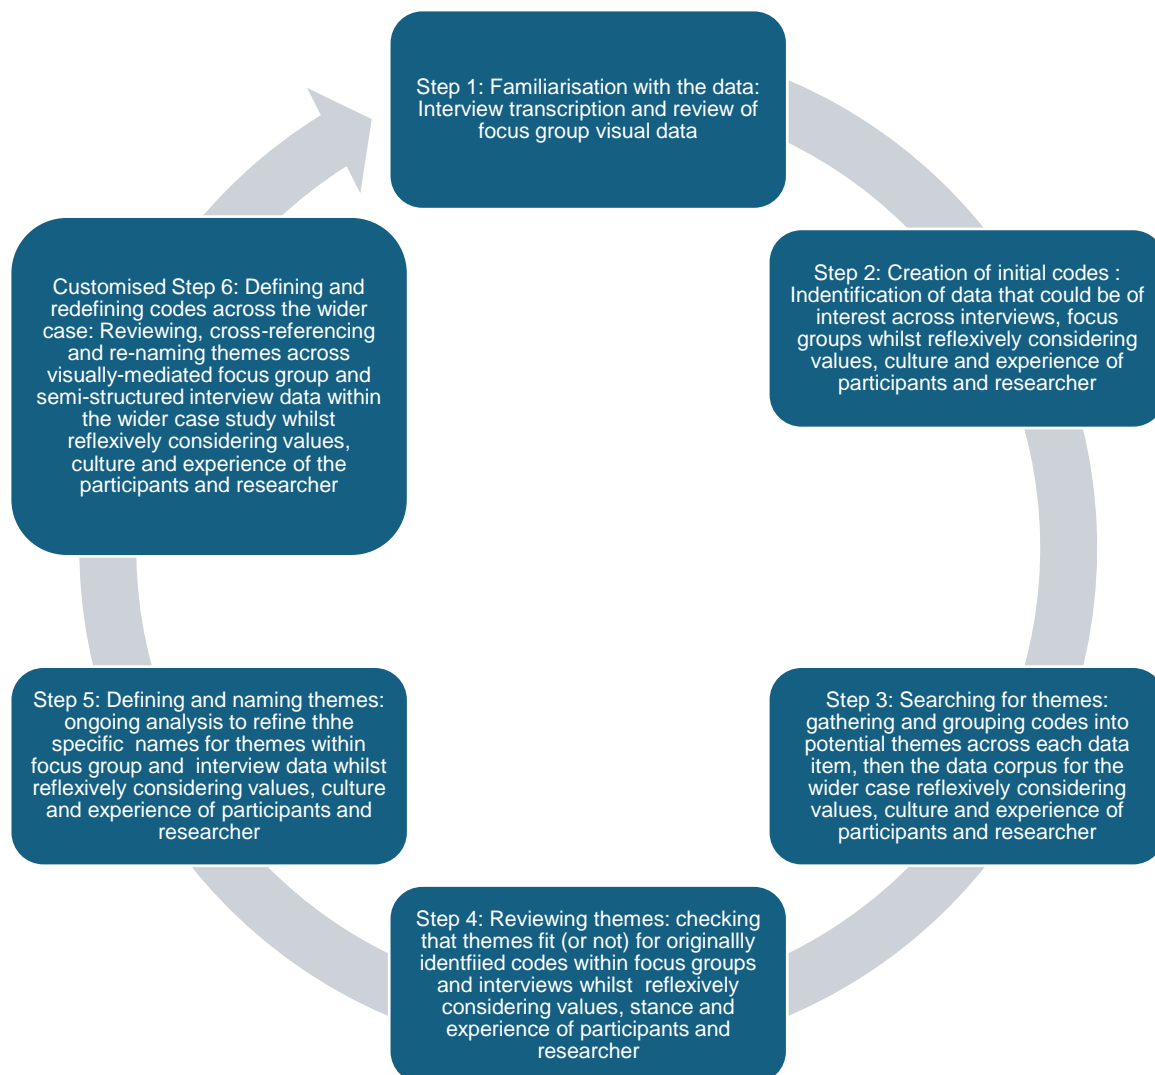 Step 1: Familiarisation with the data:
Interview transcription and review of
focus group visual data
Step 2: Creation of initial codes :
Indentification of data that could be of
interest across interviews, focus
groups whilst reflexively considering
values, culture and experience of
participants and researcher
Step 3: Searching for themes:
gathering and grouping codes into
potential themes across each data
item, then the data corpus for the
wider case reflexively considering
values, culture and experience of
participants and researcher
Step 4: Reviewing themes: checking
that themes fit (or not) for originallly
identfiied codes within focus groups
and interviews whilst reflexively
considering values, stance and
experience of participants and
researcher
Step 5: Defining and naming themes:
ongoing analysis to refine thhe
specific names for themes within
focus group and interview data whilst
reflexively considering values, culture
and experience of participants and
researcher
Customised Step 6: Defining and
redefining codes across the wider
case: Reviewing, cross-referencing
and re-naming themes across
visually-mediated focus group and
semi-structured interview data within
the wider case study whilst
reflexively considering values,
culture and experience of the
participants and researcher